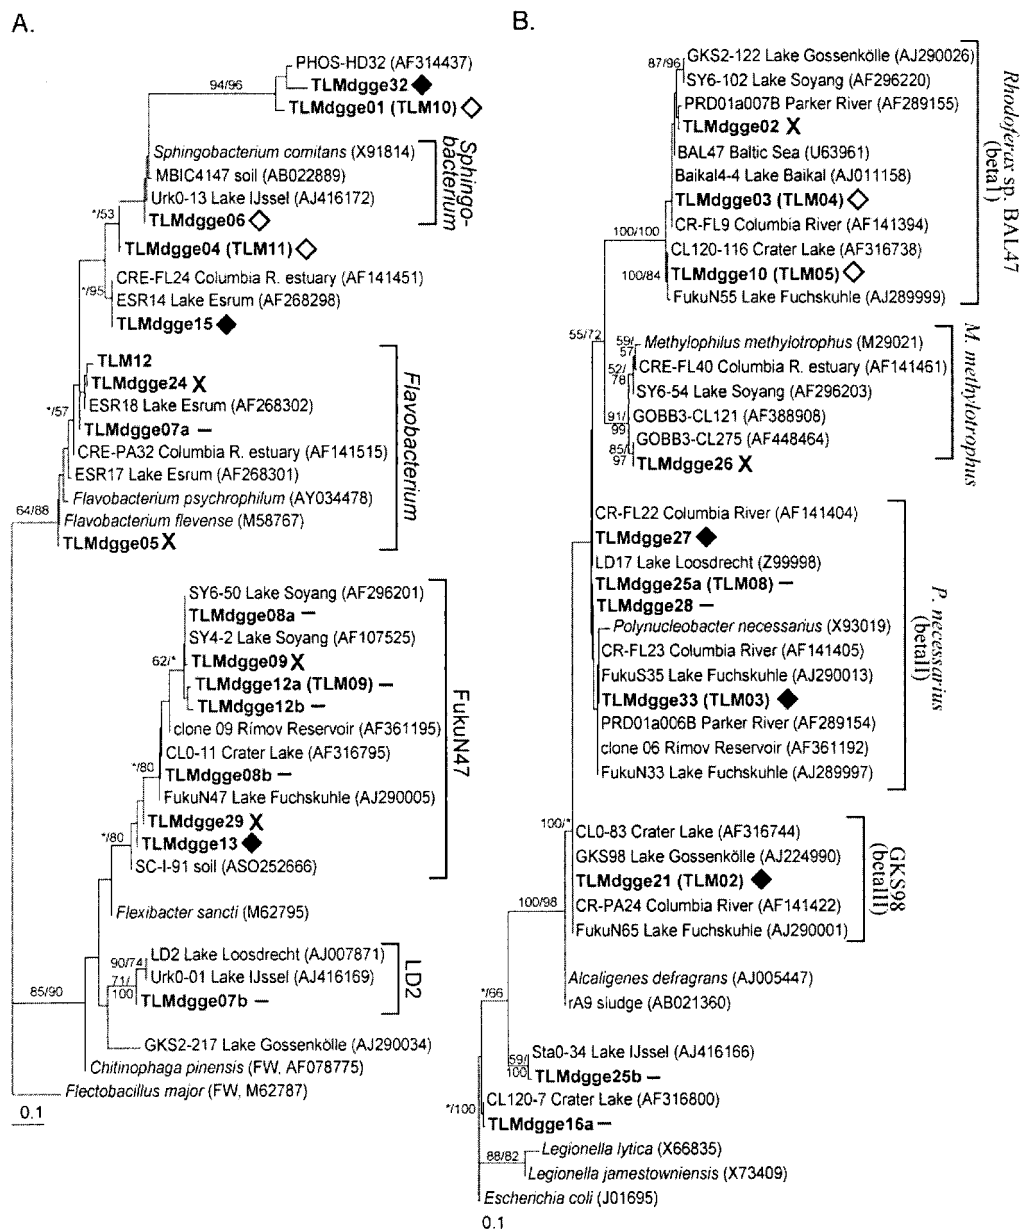 A.
94/96
PHOS-HD32 (AF314437)
TLMdgge32
TLMdgge01 (TLM10)
Sphingobacterium comitans (X91814)
MBIC4147 soil (AB022889)
Urk0-13 Lake IJssel (AJ416172)
*/53
TLMdgge06
Sphingo-
bacterium
TLMdgge04 (TLM11)
CRE-FL24 Columbia R. estuary (AF141451)
*/95
ESR14 Lake Esrum (AF268298)
TLMdgge15
TLM12
TLMdgge24 X
ESR18 Lake Esrum (AF268302)
*/57
TLMdgge07a –
CRE-PA32 Columbia R. estuary (AF141515)
ESR17 Lake Esrum (AF268301)
Flavobacterium psychrophilum (AY034478)
64/88
Flavobacterium flevense (M58767)
TLMdgge05 X
Flavobacterium
SY6-50 Lake Soyang (AF296201)
TLMdgge08a –
SY4-2 Lake Soyang (AF107525)
62/*
TLMdgge09 X
TLMdgge12a (TLM09) –
TLMdgge12b –
clone 09 Rímov Reservoir (AF361195)
CL0-11 Crater Lake (AF316795)
*/80
TLMdgge08b –
FukuN47 Lake Fuchskuhle (AJ290005)
TLMdgge29 X
*/80
TLMdgge13
SC-I-91 soil (ASO252666)
FukuN47
Flexibacter sancti (M62795)
LD2 Lake Loosdrecht (AJ007871)
90/74
Urk0-01 Lake IJssel (AJ416169)
71/
100
TLMdgge07b –
LD2
85/90
GKS2-217 Lake Gossenkölle (AJ290034)
Chitinophaga pinensis (FW, AF078775)
Flectobacillus major (FW, M62787)
0.1
B.
GKS2-122 Lake Gossenkölle (AJ290026)
87/96
SY6-102 Lake Soyang (AF296220)
PRD01a007B Parker River (AF289155)
TLMdgge02 X
BAL47 Baltic Sea (U63961)
Baikal4-4 Lake Baikal (AJ011158)
TLMdgge03 (TLM04)
CR-FL9 Columbia River (AF141394)
100/100
CL120-116 Crater Lake (AF316738)
100/84
TLMdgge10 (TLM05)
FukuN55 Lake Fuchskuhle (AJ289999)
Rhodoferax sp. BAL47
(beta I)
55/72
59/
57
Methylophilus methylotrophus (M29021)
CRE-FL40 Columbia R. estuary (AF141461)
52/
78
SY6-54 Lake Soyang (AF296203)
91/
99
GOBB3-CL121 (AF388908)
GOBB3-CL275 (AF448464)
85/
97
TLMdgge26 X
M. methylotrophus
CR-FL22 Columbia River (AF141404)
TLMdgge27
LD17 Lake Loosdrecht (Z99998)
TLMdgge25a (TLM08) –
TLMdgge28 –
Polynucleobacter necessarius (X93019)
CR-FL23 Columbia River (AF141405)
FukuS35 Lake Fuchskuhle (AJ290013)
TLMdgge33 (TLM03)
PRD01a006B Parker River (AF289154)
clone 06 Rímov Reservoir (AF361192)
FukuN33 Lake Fuchskuhle (AJ289997)
P. necessarius
(betaII)
100/*
CL0-83 Crater Lake (AF316744)
GKS98 Lake Gossenkölle (AJ224990)
TLMdgge21 (TLM02)
CR-PA24 Columbia River (AF141422)
100/98
FukuN65 Lake Fuchskuhle (AJ290001)
GKS98
(betaIII)
Alcaligenes defragrans (AJ005447)
rA9 sludge (AB021360)
*/66
Sta0-34 Lake IJssel (AJ416166)
59/
100
TLMdgge25b –
CL120-7 Crater Lake (AF316800)
*/100
TLMdgge16a –
88/82
Legionella lytica (X66835)
Legionella jamestowniensis (X73409)
Escherichia coli (J01695)
0.1